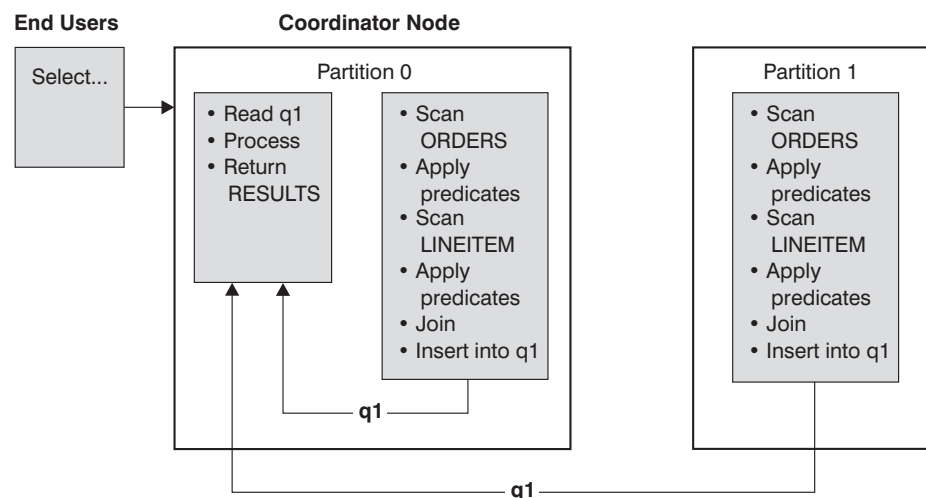 End Users
Coordinator Node
Select...
Partition 0
• Read q1
• Process
• Return
RESULTS
• Scan
ORDERS
• Apply
predicates
• Scan
LINEITEM
• Apply
predicates
• Join
• Insert into q1
Partition 1
• Scan
ORDERS
• Apply
predicates
• Scan
LINEITEM
• Apply
predicates
• Join
• Insert into q1
q1
q1